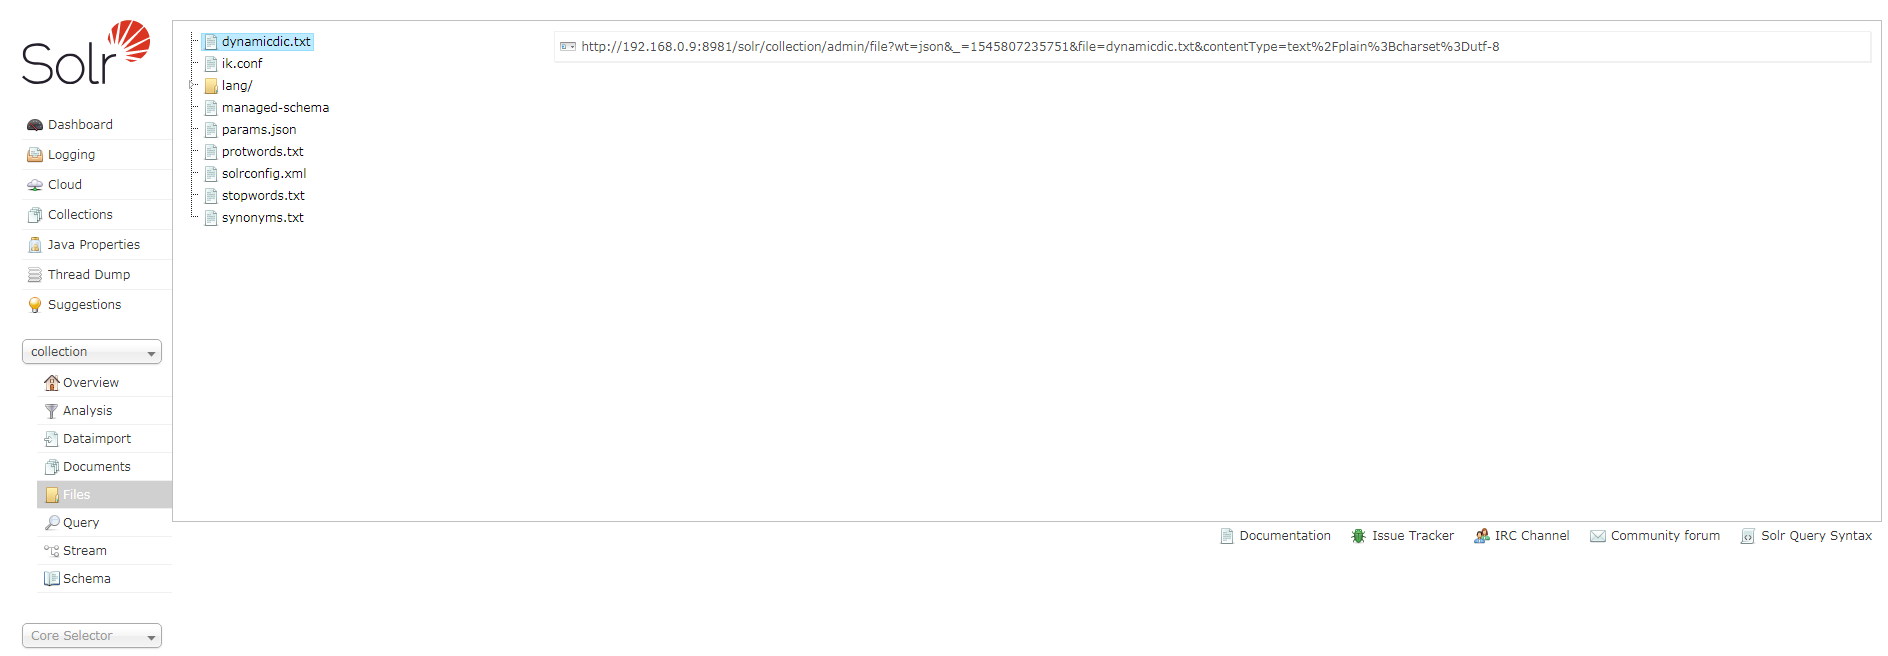 Solr
Dashboard
Logging
Cloud
Collections
Java Properties
Thread Dump
Suggestions
collection
Overview
Analysis
Dataimport
Documents
Files
Query
Stream
Schema
Core Selector
dynamicdic.txt
ik.conf
lang/
managed-schema
params.json
protwords.txt
solrconfig.xml
stopwords.txt
synonyms.txt
http://192.168.0.9:8981/solr/collection/admin/file?wt=json&_=1545807235751&file=dynamicdic.txt&contentType=text%2Fplain%3Bcharset%3Dutf-8
Documentation Issue Tracker IRC Channel Community forum Solr Query Syntax